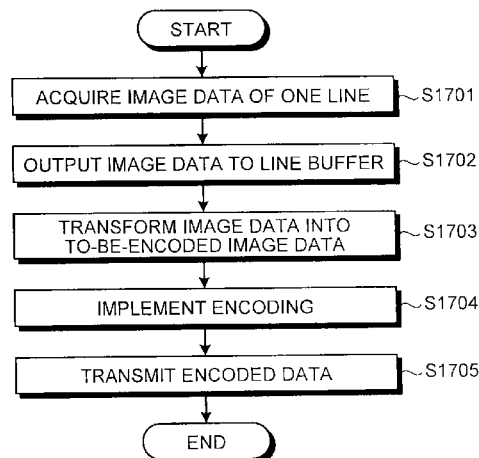 START
ACQUIRE IMAGE DATA OF ONE LINE
S1701
OUTPUT IMAGE DATA TO LINE BUFFER
S1702
TRANSFORM IMAGE DATA INTO
TO-BE-ENCODED IMAGE DATA
S1703
IMPLEMENT ENCODING
S1704
TRANSMIT ENCODED DATA
S1705
END